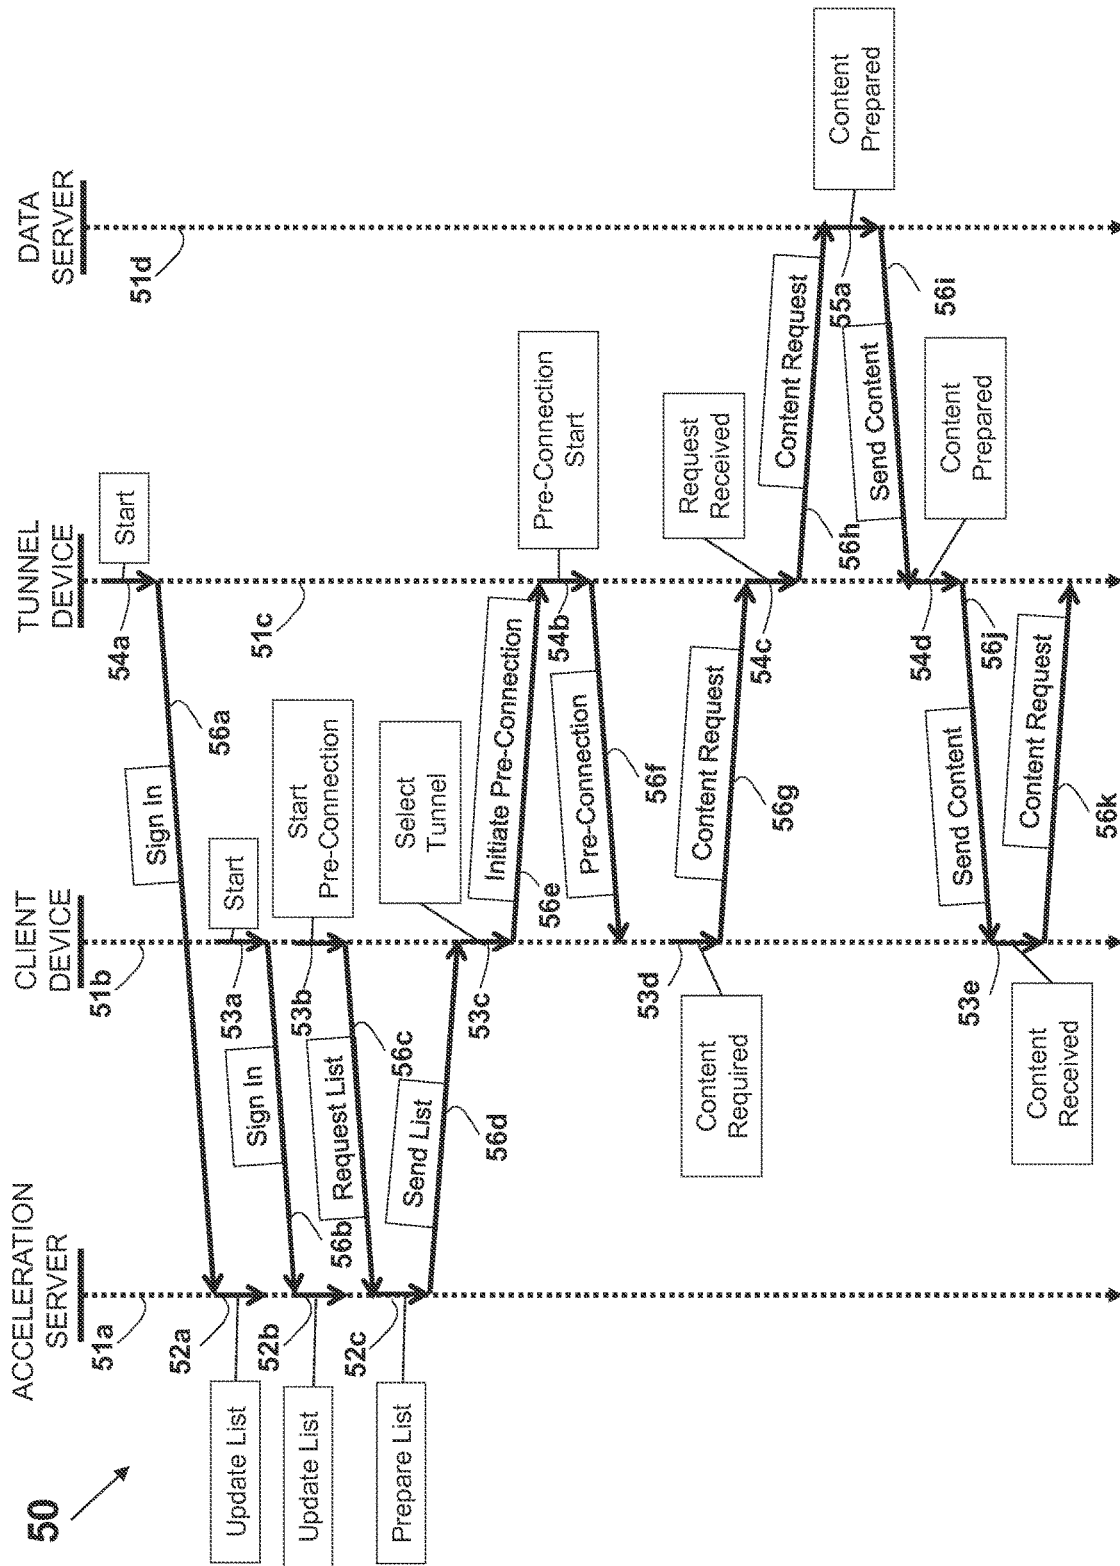 50
ACCELERATION
SERVER
CLIENT
DEVICE
TUNNEL
DEVICE
DATA
SERVER
51a
51b
51c
51d
54a
Start
Sign In
56a
52a
Update List
53a
Start
Sign In
56b
52b
Update List
53b
Start
Pre-Connection
Request List
56c
52c
Prepare List
Send List
56d
53c
Select
Tunnel
Initiate Pre-Connection
56e
54b
Pre-Connection
Start
Pre-Connection
56f
53d
Content
Required
Content Request
56g
54c
Request
Received
Content Request
56h
55a
Content
Prepared
Send Content
56i
54d
Content
Prepared
Send Content
56j
53e
Content
Received
Content Request
56k